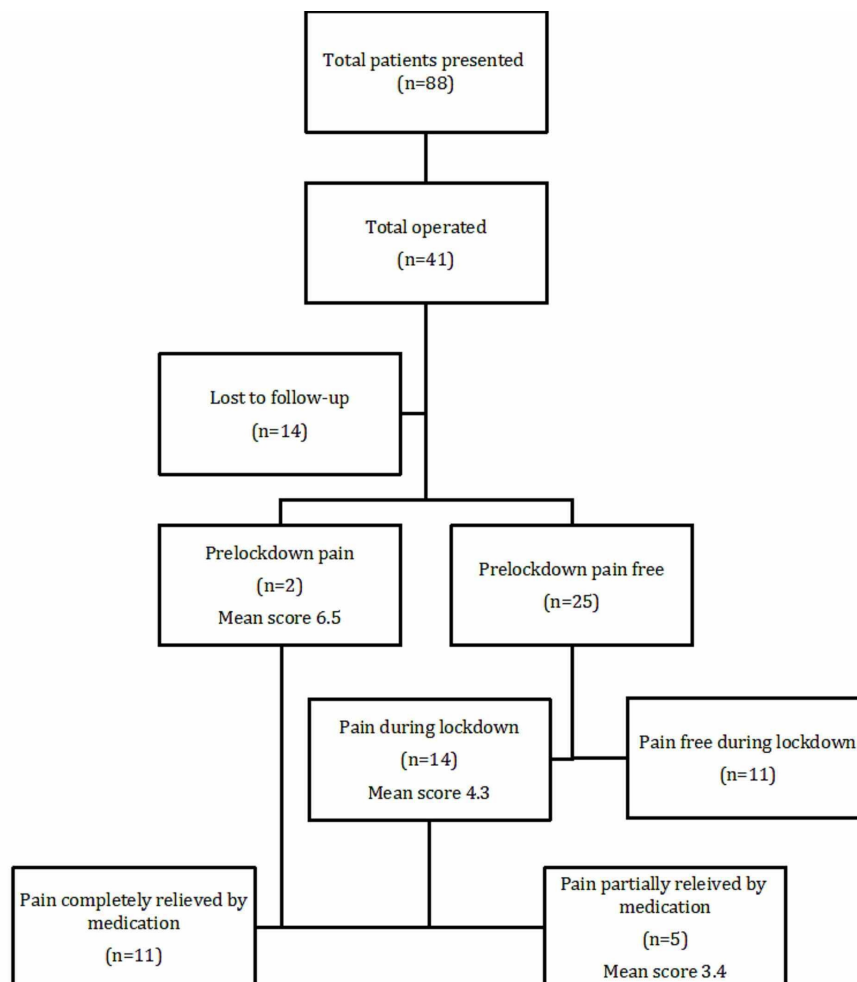 Total patients presented
(n=88)
Total operated
(n=41)
Lost to follow-up
(n=14)
Prelockdown pain
(n=2)
Mean score 6.5
Prelockdown pain free
(n=25)
Pain during lockdown
(n=14)
Mean score 4.3
Pain free during lockdown
(n=11)
Pain completely relieved by
medication
(n=11)
Pain partially releived by
medication
(n=5)
Mean score 3.4